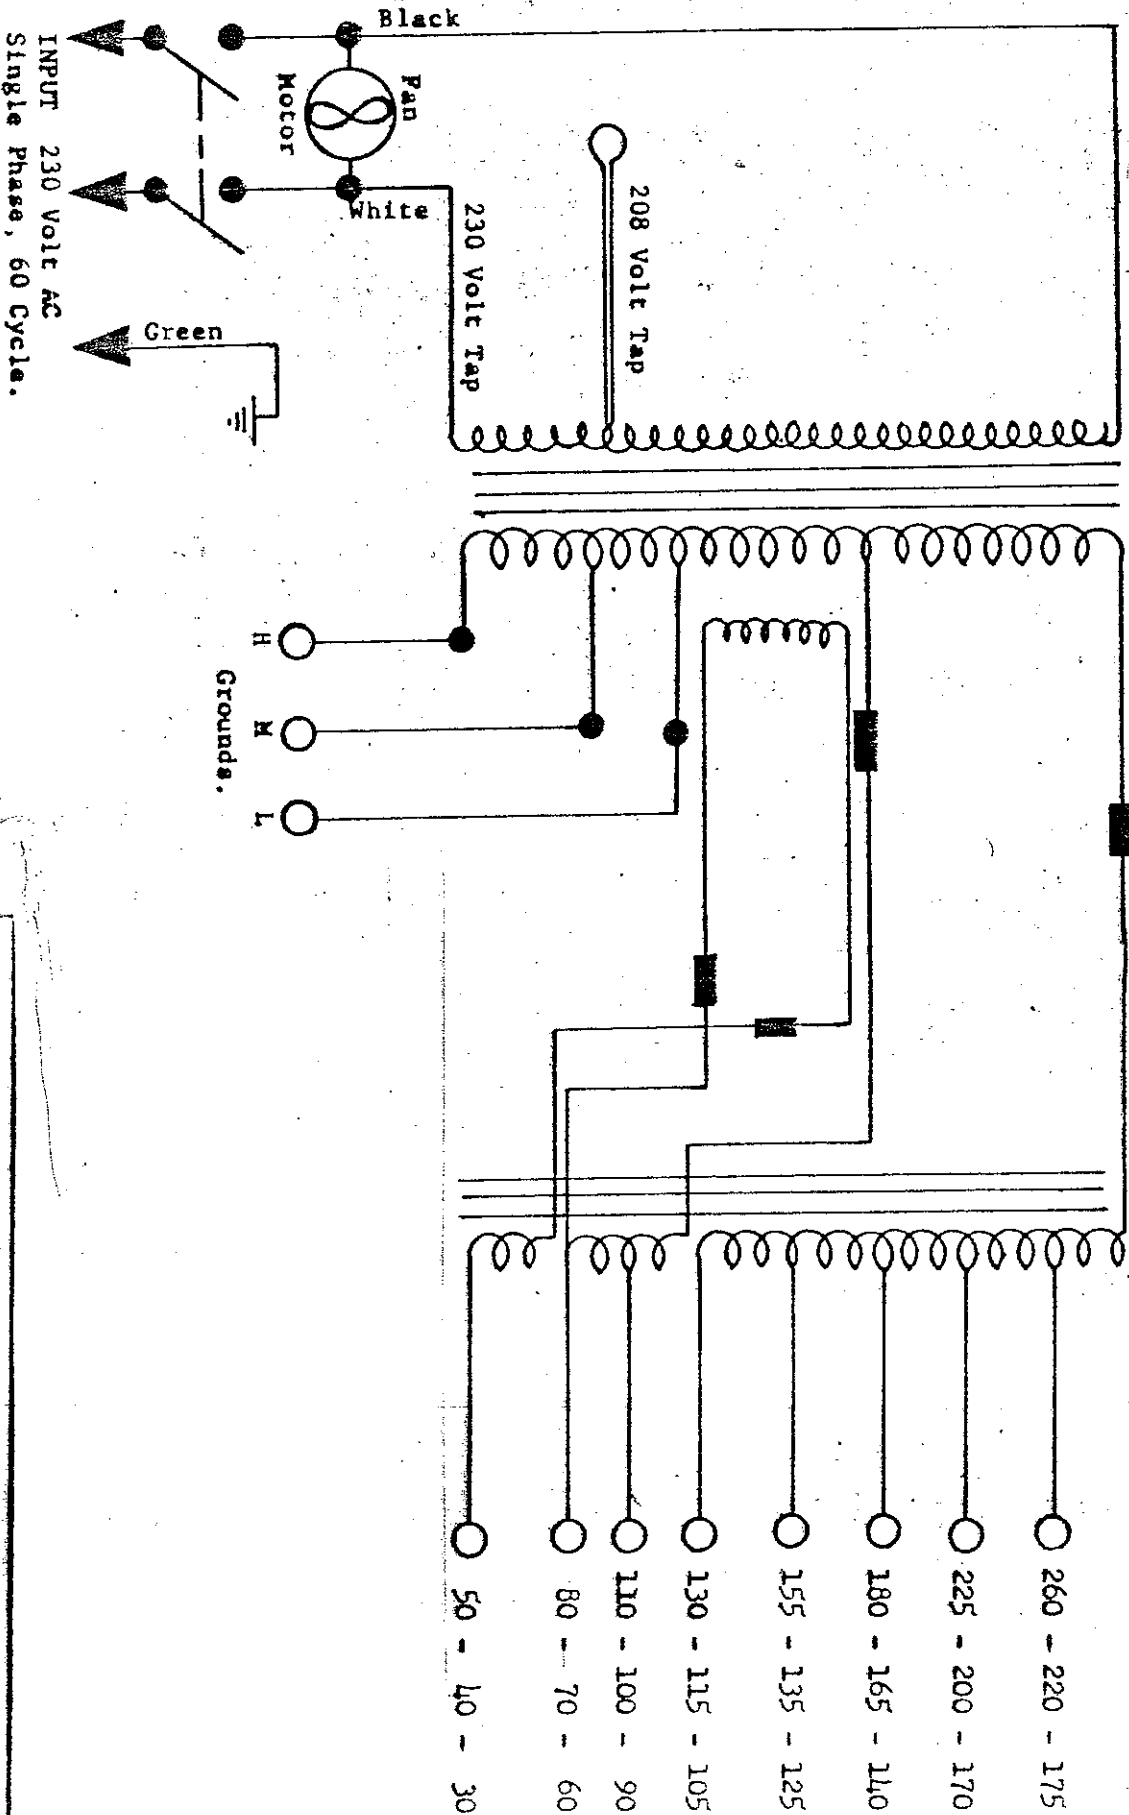 260 - 220 - 175
225 - 200 - 170
180 - 165 - 140
155 - 135 - 125
130 - 115 - 105
110 - 100 - 90
80 - 70 - 60
50 - 40 - 30
208 Volt Tap
230 Volt Tap
Black
Fan
Motor
White
Green
H
M
L
Grounds.
INPUT 230 Volt AC
Single Phase, 60 Cycle.